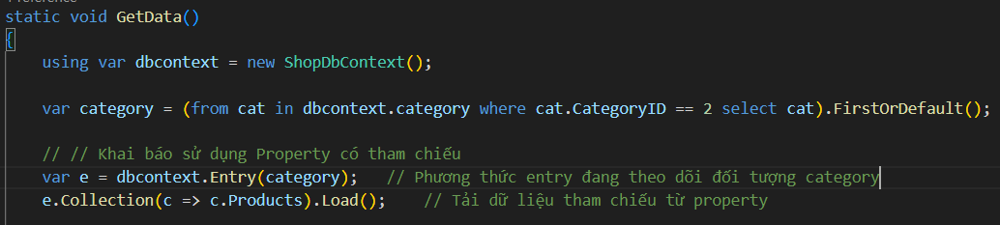 static void GetData()
{
using var dbcontext = new ShopDbContext();
var category = (from cat in dbcontext.category where cat.CategoryID == 2 select cat).FirstOrDefault();
// // Khai báo sử dụng Property có tham chiếu
var e = dbcontext.Entry(category); // Phương thức entry đang theo dõi đối tượng category
e.Collection(c => c.Products).Load(); // Tải dữ liệu tham chiếu từ property